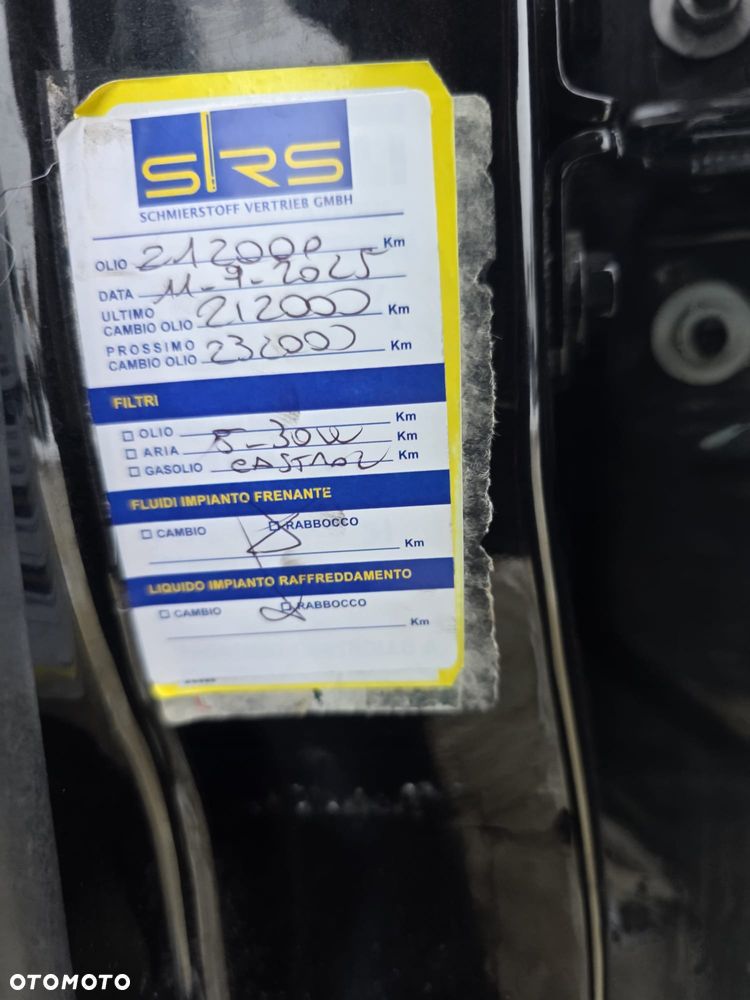 SRS
SCHMIERSTOFF VERTRIEB GMBH
OLIO 212000 Km
DATA 11-9-2025
ULTIMO CAMBIO OLIO 212000 Km
PROSSIMO CAMBIO OLIO 232000 Km
FILTRI
OLIO Km
ARIA 5-30W Km
GASOLIO CASTROL Km
FLUIDI IMPIANTO FRENANTE
CAMBIO RABBOCCO
Km
LIQUIDO IMPIANTO RAFFREDDAMENTO
CAMBIO RABBOCCO
Km
OTOMOTO